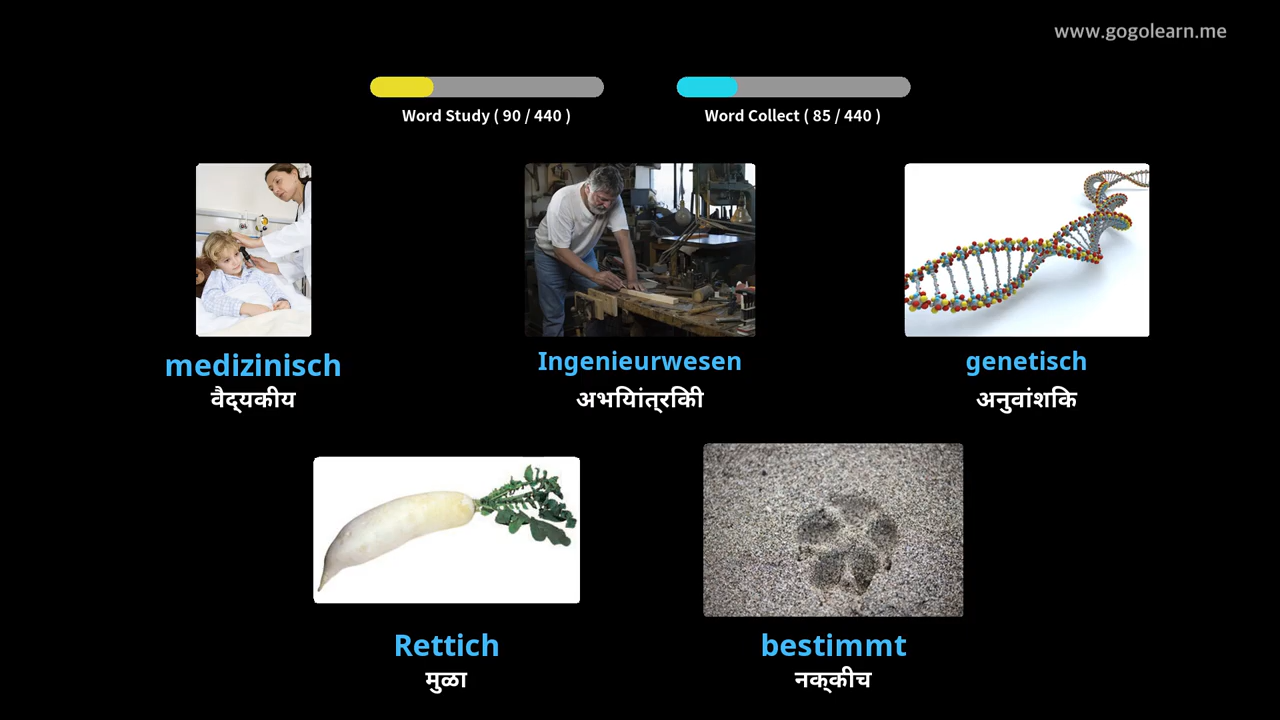 www.gogolearn.me
Word Study ( 90 / 440 )
Word Collect ( 85 / 440 )
medizinisch
वैद्यकीय
Ingenieurwesen
अभियांत्रिकी
genetisch
अनुवांशिक
Rettich
मुळा
bestimmt
नक्कीच